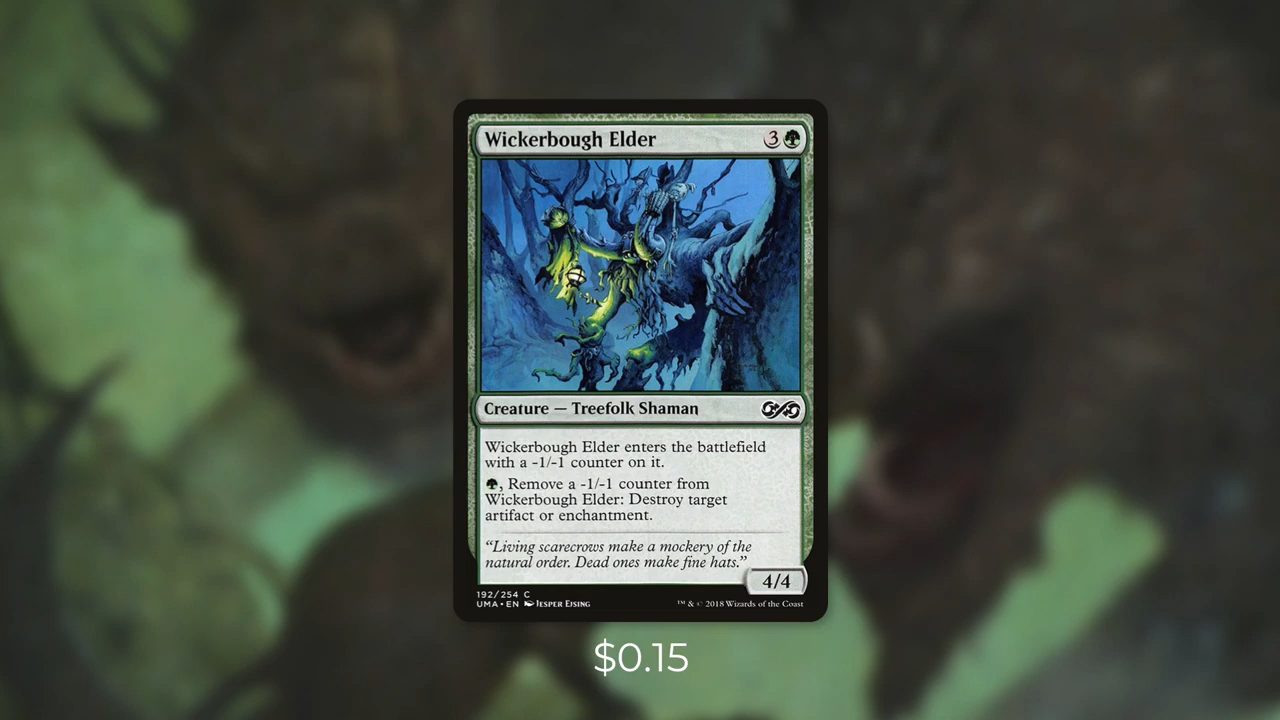 Wickerbough Elder 3
Creature — Treefolk Shaman
Wickerbough Elder enters the battlefield
with a -1/-1 counter on it.
, Remove a -1/-1 counter from
Wickerbough Elder: Destroy target
artifact or enchantment.
“Living scarecrows make a mockery of the
natural order. Dead ones make fine hats.”
4/4
192/254 C
UMA • EN Jesper Ejsing
™ & © 2018 Wizards of the Coast
$0.15